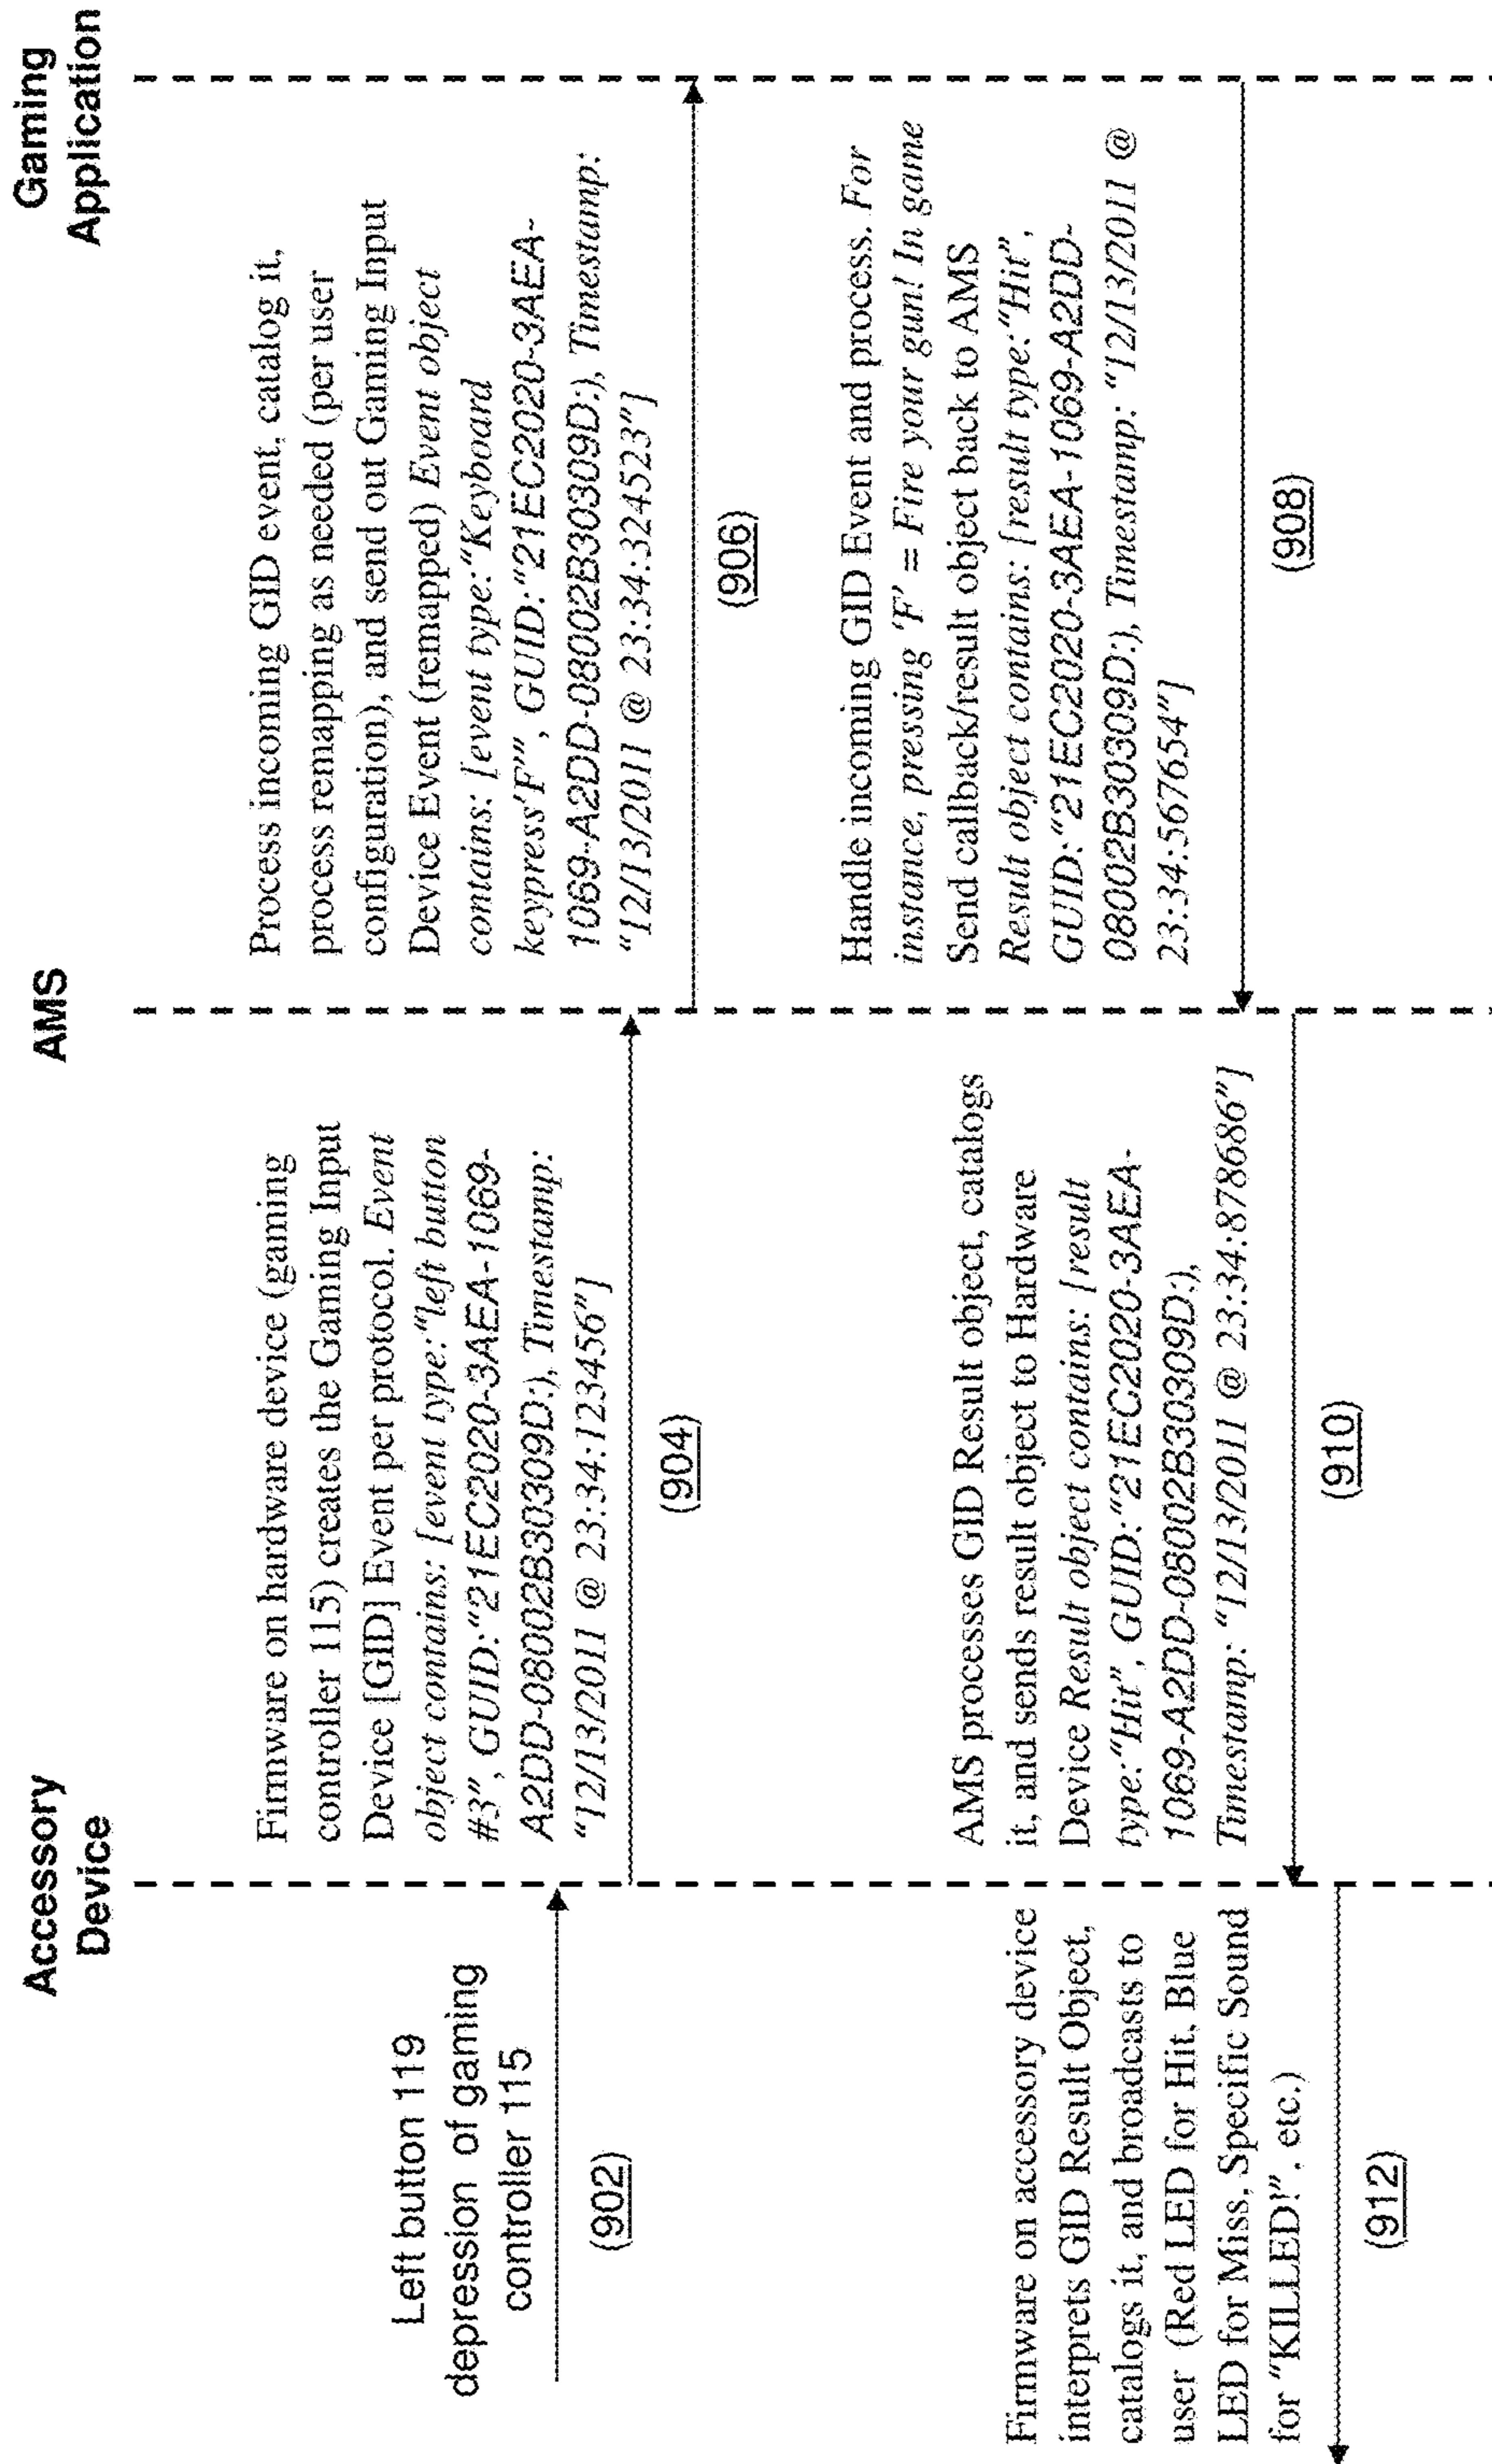 Accessory
Device
AMS
Gaming
Application
Left button 119
depression of gaming
controller 115
(902)
Firmware on hardware device (gaming
controller 115) creates the Gaming Input
Device [GID] Event per protocol. Event
object contains: [event type:"left button
#3", GUID:"21EC2020-3AEA-1069-
A2DD-08002B30309D:), Timestamp:
"12/13/2011 @ 23:34:123456"]
(904)
Process incoming GID event, catalog it,
process remapping as needed (per user
configuration), and send out Gaming Input
Device Event (remapped) Event object
contains: [event type:"Keyboard
keypress'F'", GUID:"21EC2020-3AEA-
1069-A2DD-08002B30309D:), Timestamp:
"12/13/2011 @ 23:34:324523"]
(906)
Handle incoming GID Event and process. For
instance, pressing 'F' = Fire your gun! In game
Send callback/result object back to AMS
Result object contains: [result type:"Hit",
GUID:"21EC2020-3AEA-1069-A2DD-
08002B30309D:), Timestamp: "12/13/2011 @
23:34:567654"]
(908)
AMS processes GID Result object, catalogs
it, and sends result object to Hardware
Device Result object contains: [result
type:"Hit", GUID:"21EC2020-3AEA-
1069-A2DD-08002B30309D:),
Timestamp: "12/13/2011 @ 23:34:878686"]
(910)
Firmware on accessory device
interprets GID Result Object,
catalogs it, and broadcasts to
user (Red LED for Hit, Blue
LED for Miss, Specific Sound
for "KILLED!", etc.)
(912)